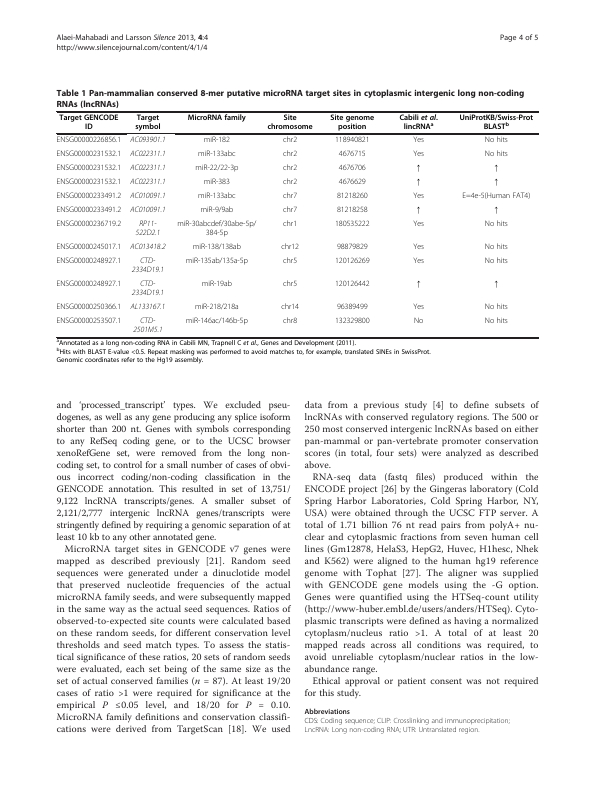 Alaei-Mahabadi and Larsson Silence 2013, 4:4
http://www.silencejournal.com/content/4/1/4
Page 4 of 5
Table 1 Pan-mammalian conserved 8-mer putative microRNA target sites in cytoplasmic intergenic long non-coding
RNAs (lncRNAs)
Target GENCODE ID Target symbol MicroRNA family Site chromosome Site genome position Cabili et al. lincRNAa UniProtKB/Swiss-Prot BLASTb
ENSG00000226856.1 AC093901.1 miR-182 chr2 118940821 Yes No hits
ENSG00000231532.1 AC022311.1 miR-133abc chr2 4676715 Yes No hits
ENSG00000231532.1 AC022311.1 miR-22/22-3p chr2 4676706 ↑ ↑
ENSG00000231532.1 AC022311.1 miR-383 chr2 4676629 ↑ ↑
ENSG00000233491.2 AC010091.1 miR-133abc chr7 81218260 Yes E=4e-5(Human FAT4)
ENSG00000233491.2 AC010091.1 miR-9/9ab chr7 81218258 ↑ ↑
ENSG00000236719.2 RP11-522D2.1 miR-30abcdef/30abe-5p/384-5p chr1 180535222 Yes No hits
ENSG00000245017.1 AC013418.2 miR-138/138ab chr12 98879829 Yes No hits
ENSG00000248927.1 CTD-2334D19.1 miR-135ab/135a-5p chr5 120126269 Yes No hits
ENSG00000248927.1 CTD-2334D19.1 miR-19ab chr5 120126442 ↑ ↑
ENSG00000250366.1 AL133167.1 miR-218/218a chr14 96389499 Yes No hits
ENSG00000253507.1 CTD-2501M5.1 miR-146ac/146b-5p chr8 132329800 No No hits
aAnnotated as a long non-coding RNA in Cabili MN, Trapnell C et al., Genes and Development (2011).
bHits with BLAST E-value <0.5. Repeat masking was performed to avoid matches to, for example, translated SINEs in SwissProt.
Genomic coordinates refer to the Hg19 assembly.
and ‘processed_transcript’ types. We excluded pseu-
dogenes, as well as any gene producing any splice isoform
shorter than 200 nt. Genes with symbols corresponding
to any RefSeq coding gene, or to the UCSC browser
xenoRefGene set, were removed from the long non-
coding set, to control for a small number of cases of obvi-
ous incorrect coding/non-coding classification in the
GENCODE annotation. This resulted in set of 13,751/
9,122 lncRNA transcripts/genes. A smaller subset of
2,121/2,777 intergenic lncRNA genes/transcripts were
stringently defined by requiring a genomic separation of at
least 10 kb to any other annotated gene.
MicroRNA target sites in GENCODE v7 genes were
mapped as described previously [21]. Random seed
sequences were generated under a dinuclotide model
that preserved nucleotide frequencies of the actual
microRNA family seeds, and were subsequently mapped
in the same way as the actual seed sequences. Ratios of
observed-to-expected site counts were calculated based
on these random seeds, for different conservation level
thresholds and seed match types. To assess the statis-
tical significance of these ratios, 20 sets of random seeds
were evaluated, each set being of the same size as the
set of actual conserved families (n = 87). At least 19/20
cases of ratio >1 were required for significance at the
empirical P ≤0.05 level, and 18/20 for P = 0.10.
MicroRNA family definitions and conservation classifi-
cations were derived from TargetScan [18]. We used
data from a previous study [4] to define subsets of
lncRNAs with conserved regulatory regions. The 500 or
250 most conserved intergenic lncRNAs based on either
pan-mammal or pan-vertebrate promoter conservation
scores (in total, four sets) were analyzed as described
above.
RNA-seq data (fastq files) produced within the
ENCODE project [26] by the Gingeras laboratory (Cold
Spring Harbor Laboratories, Cold Spring Harbor, NY,
USA) were obtained through the UCSC FTP server. A
total of 1.71 billion 76 nt read pairs from polyA+ nu-
clear and cytoplasmic fractions from seven human cell
lines (Gm12878, HelaS3, HepG2, Huvec, H1hesc, Nhek
and K562) were aligned to the human hg19 reference
genome with Tophat [27]. The aligner was supplied
with GENCODE gene models using the -G option.
Genes were quantified using the HTSeq-count utility
(http://www-huber.embl.de/users/anders/HTSeq). Cyto-
plasmic transcripts were defined as having a normalized
cytoplasm/nucleus ratio >1. A total of at least 20
mapped reads across all conditions was required, to
avoid unreliable cytoplasm/nuclear ratios in the low-
abundance range.
Ethical approval or patient consent was not required
for this study.
Abbreviations
CDS: Coding sequence; CLIP: Crosslinking and immunoprecipitation;
LncRNA: Long non-coding RNA; UTR: Untranslated region.